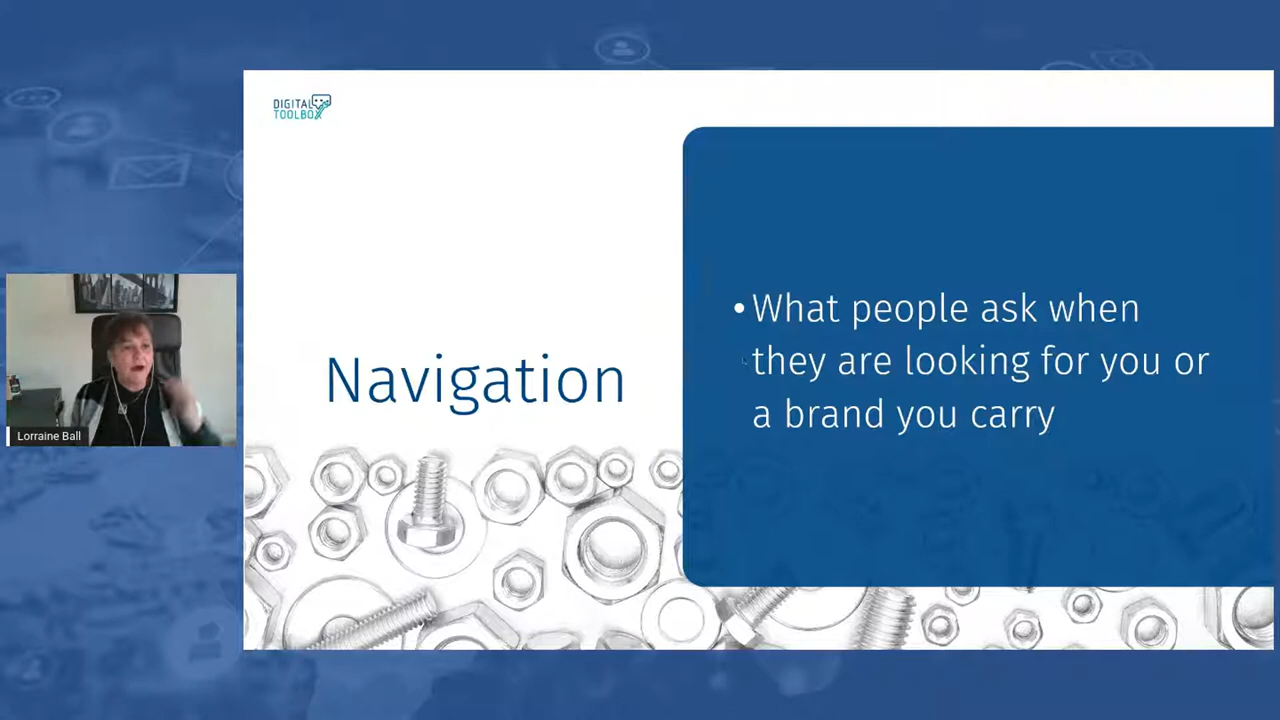 DIGITAL
TOOLBOX
Navigation
• What people ask when
they are looking for you or
a brand you carry
Lorraine Ball